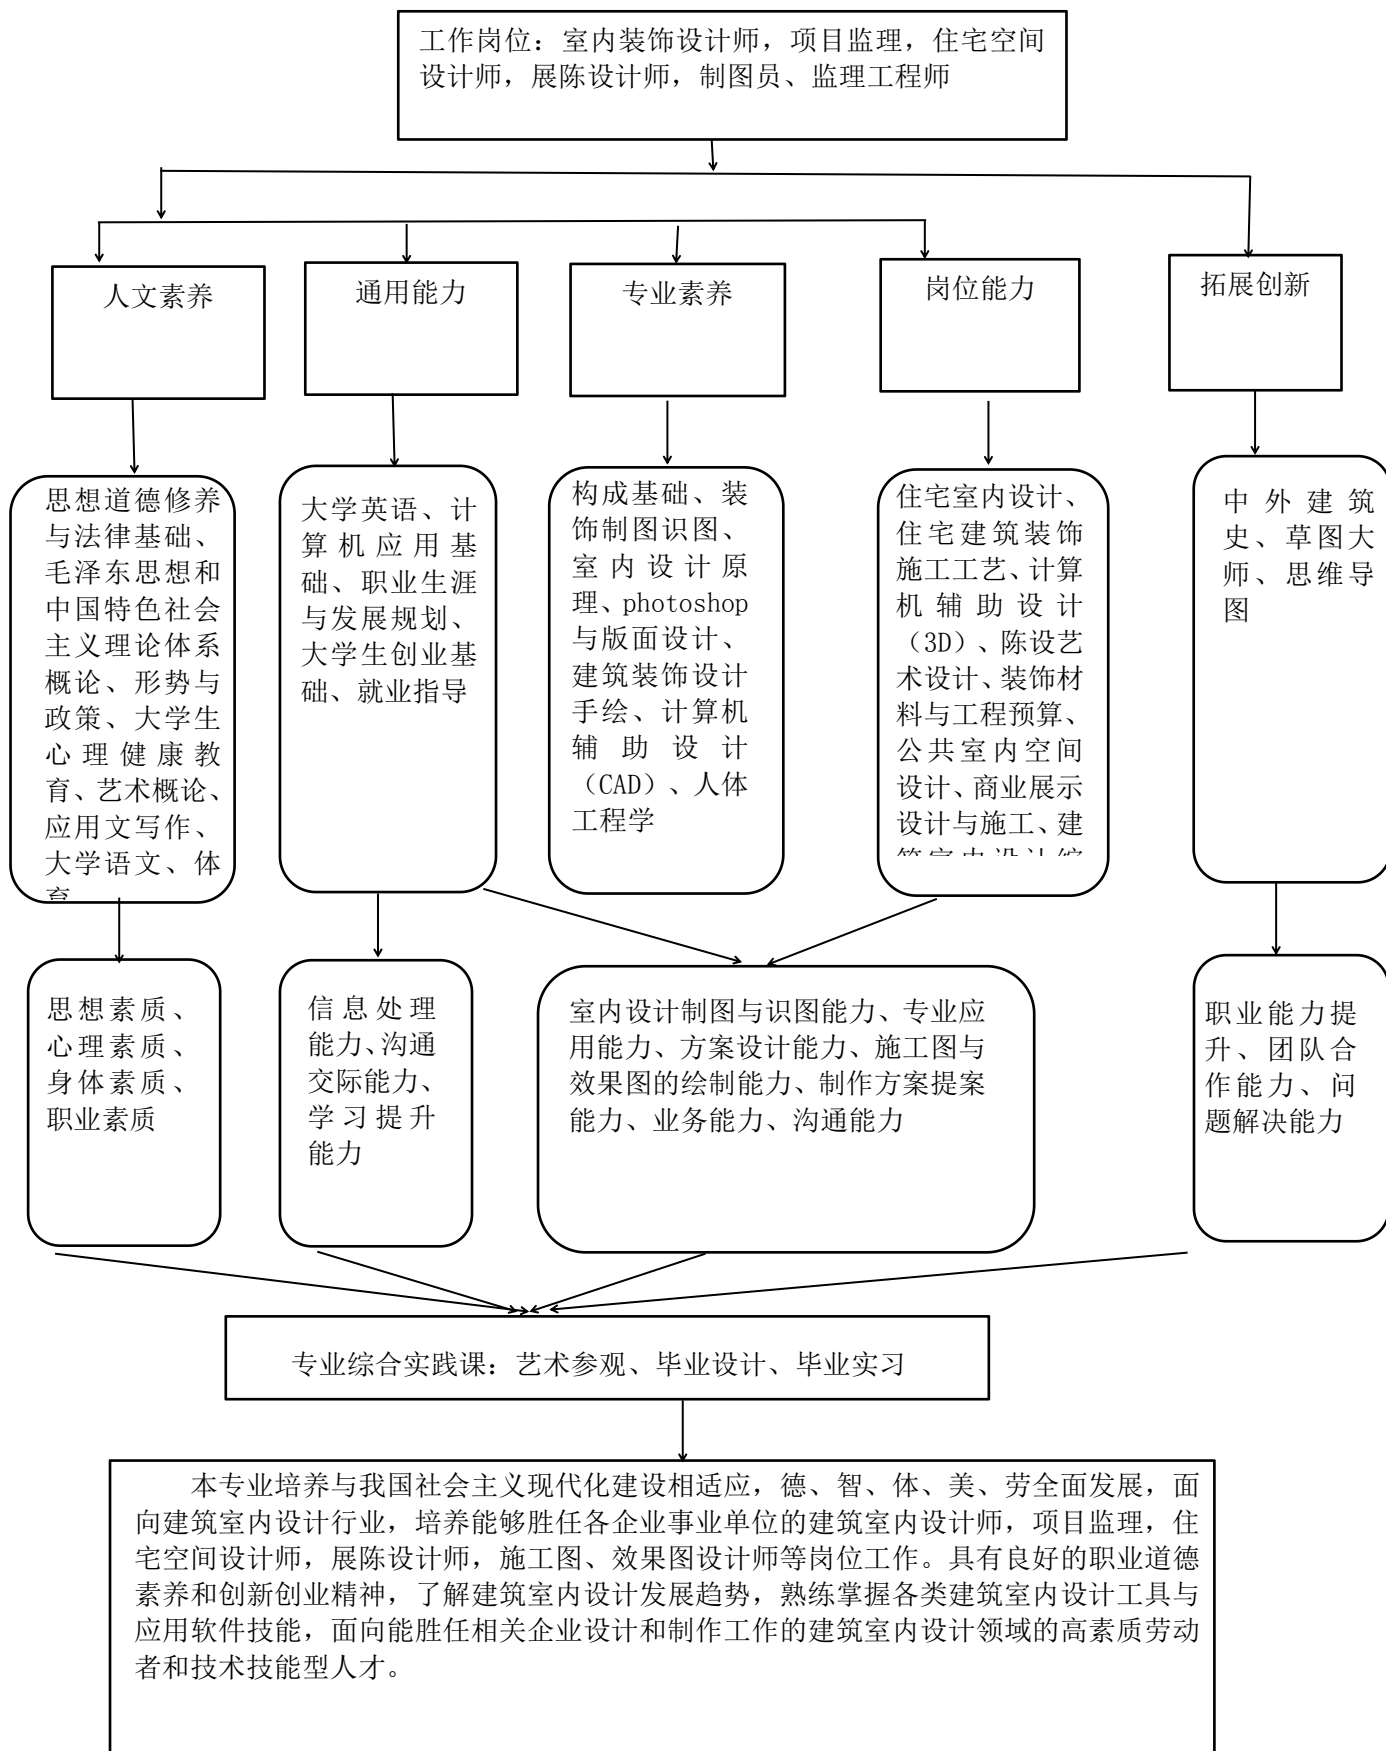 工作岗位：室内装饰设计师，项目监理，住宅空间
设计师，展陈设计师，制图员、监理工程师
人文素养
通用能力
专业素养
岗位能力
拓展创新
思想道德修养
与法律基础、
毛泽东思想和
中国特色社会
主义理论体系
概论、形势与
政策、大学生
心理健康教
育、艺术概论、
应用文写作、
大学语文、体
育
大学英语、计
算机应用基
础、职业生涯
与发展规划、
大学生创业基
础、就业指导
构成基础、装
饰制图识图、
室内设计原
理、photoshop
与版面设计、
建筑装饰设计
手绘、计算机
辅助设计
（CAD）、人体
工程学
住宅室内设计、
住宅建筑装饰
施工工艺、计算
机辅助设计
（3D）、陈设艺
术设计、装饰材
料与工程预算、
公共室内空间
设计、商业展示
设计与施工、建
筑室内设计综
中外建筑
史、草图大
师、思维导
图
思想素质、
心理素质、
身体素质、
职业素质
信息处理
能力、沟通
交际能力、
学习提升
能力
室内设计制图与识图能力、专业应
用能力、方案设计能力、施工图与
效果图的绘制能力、制作方案提案
能力、业务能力、沟通能力
职业能力提
升、团队合
作能力、问
题解决能力
专业综合实践课：艺术参观、毕业设计、毕业实习
本专业培养与我国社会主义现代化建设相适应，德、智、体、美、劳全面发展，面
向建筑室内设计行业，培养能够胜任各企业事业单位的建筑室内设计师，项目监理，住
宅空间设计师，展陈设计师，施工图、效果图设计师等岗位工作。具有良好的职业道德
素养和创新创业精神，了解建筑室内设计发展趋势，熟练掌握各类建筑室内设计工具与
应用软件技能，面向能胜任相关企业设计和制作工作的建筑室内设计领域的高素质劳动
者和技术技能型人才。